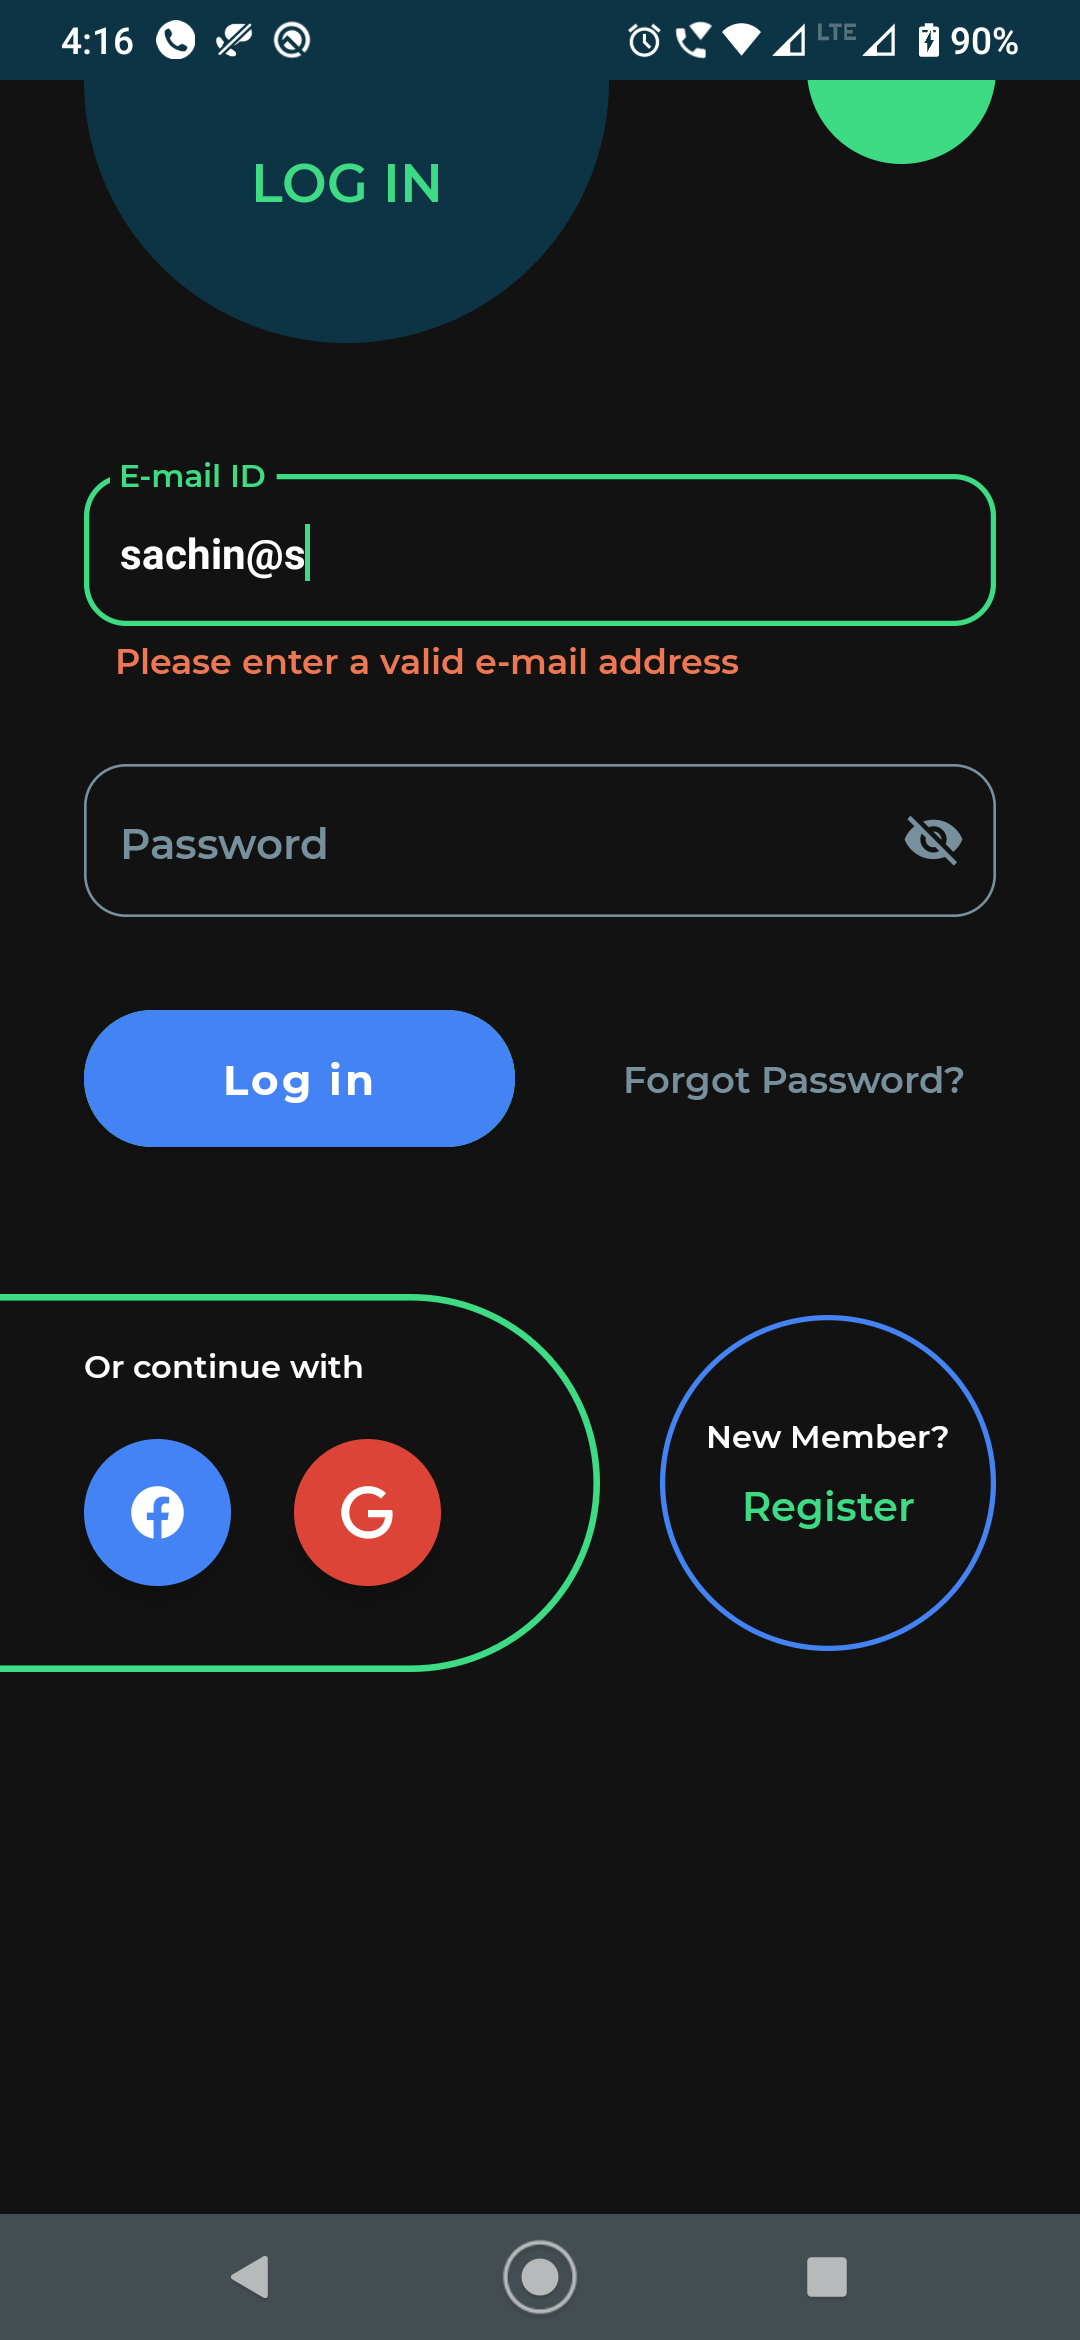 4:16 LTE 90%
LOG IN
E-mail ID
sachin@s
Please enter a valid e-mail address
Password
Log in
Forgot Password?
Or continue with
New Member?
Register